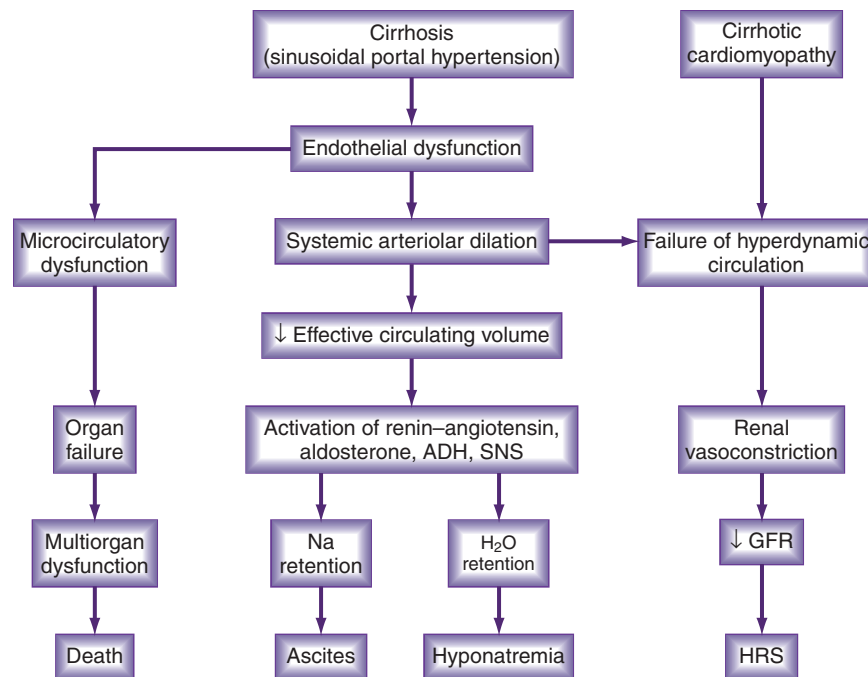 Cirrhosis
(sinusoidal portal hypertension)
Cirrhotic
cardiomyopathy
Endothelial dysfunction
Microcirculatory
dysfunction
Systemic arteriolar dilation
Failure of hyperdynamic
circulation
↓ Effective circulating volume
Organ
failure
Activation of renin–angiotensin,
aldosterone, ADH, SNS
Renal
vasoconstriction
Multiorgan
dysfunction
Na
retention
H₂O
retention
↓ GFR
Death
Ascites
Hyponatremia
HRS